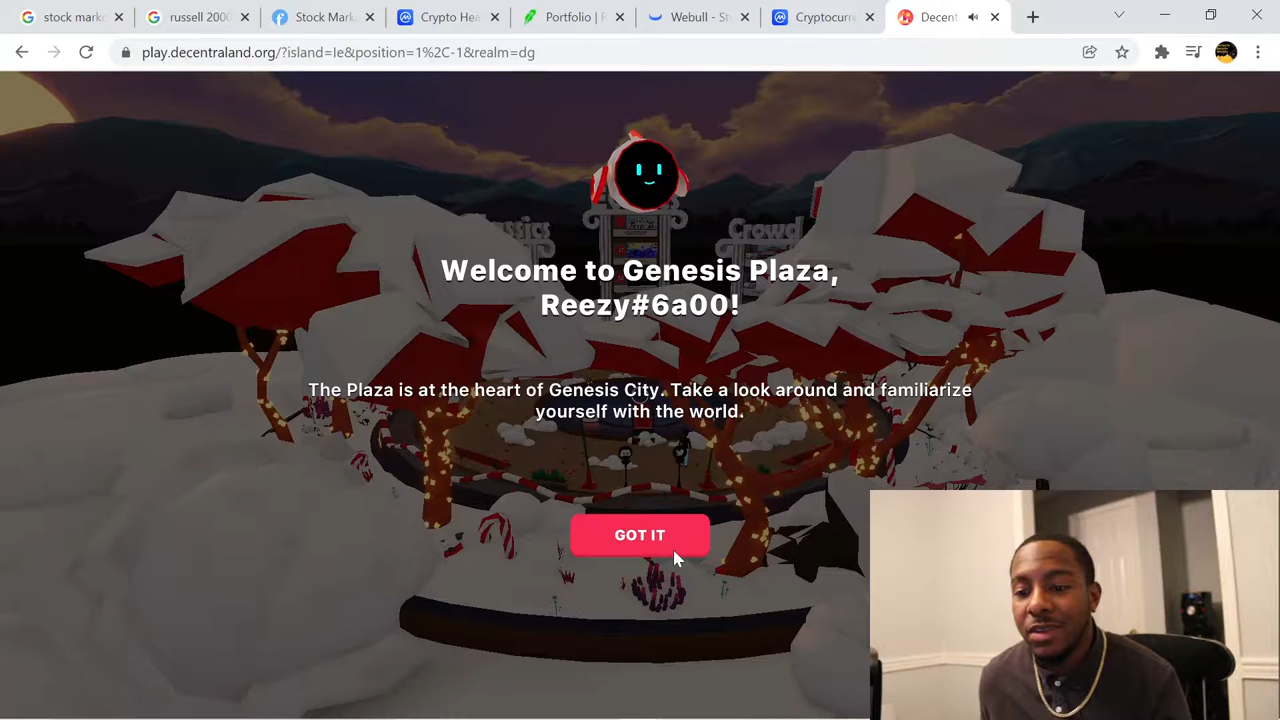 stock mark
russell 200
Stock Mark
Crypto Hea
Portfolio | R
Webull - St
Cryptocurr
Decent
play.decentraland.org/?island=Ie&position=1%2C-1&realm=dg
Crowd
Welcome to Genesis Plaza,
Reezy#6a00!
The Plaza is at the heart of Genesis City. Take a look around and familiarize
yourself with the world.
GOT IT